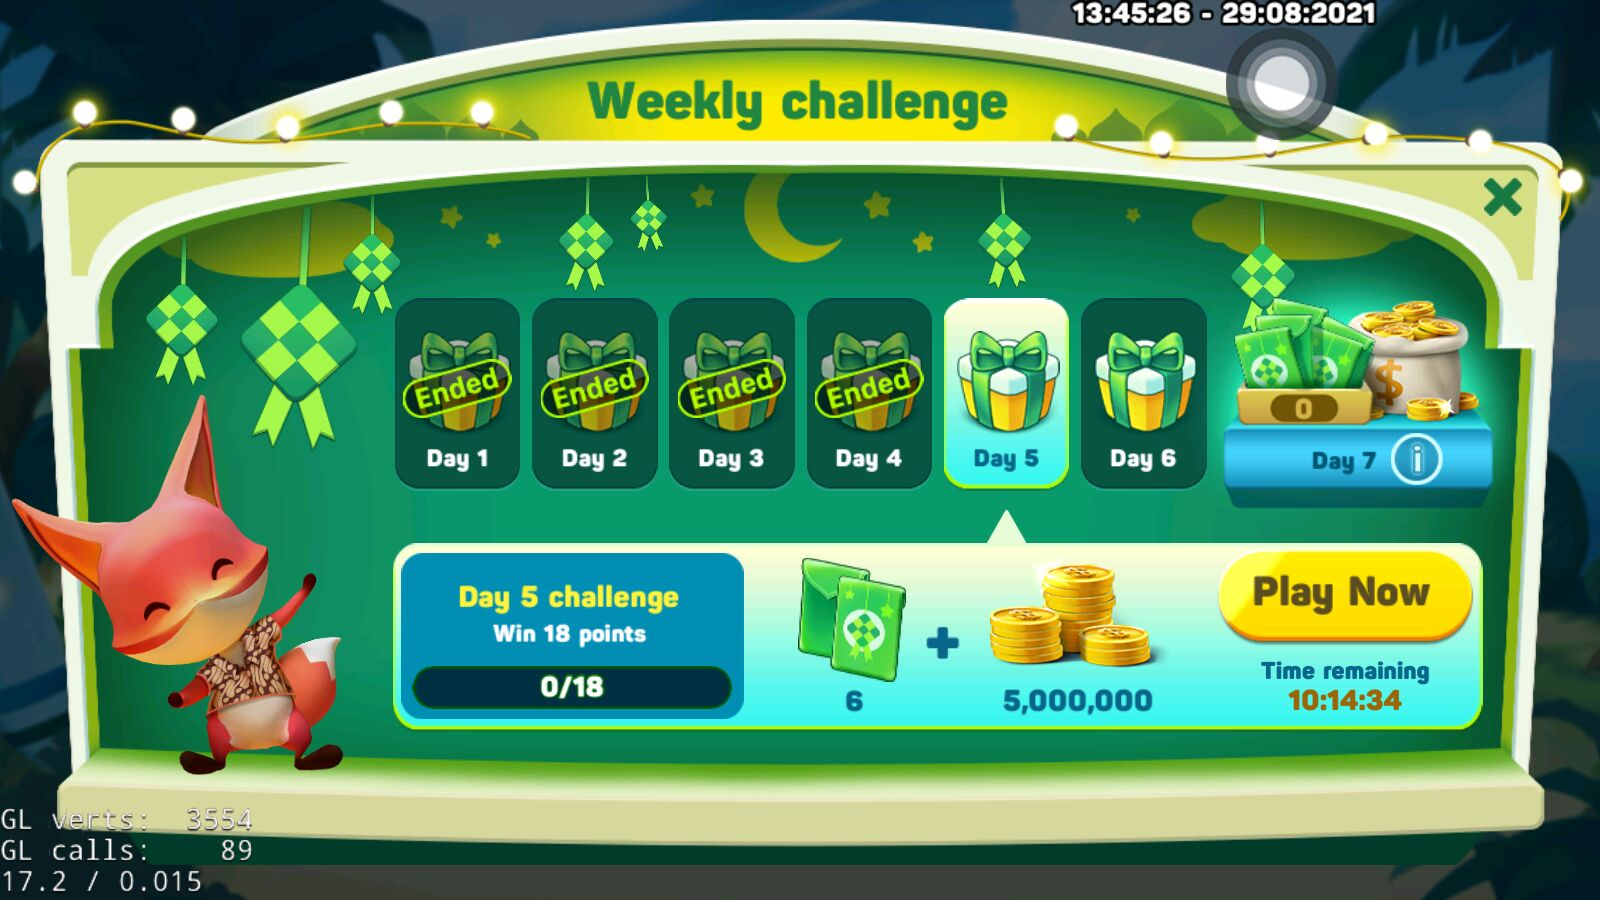 13:45:26 - 29:08:2021
Weekly challenge
Ended
Ended
Ended
Ended
Day 1
Day 2
Day 3
Day 4
Day 5
Day 6
$
0
Day 7
i
Day 5 challenge
Win 18 points
0/18
6
+
5,000,000
Play Now
Time remaining
10:14:34
GL verts: 3554
GL calls: 89
17.2 / 0.015